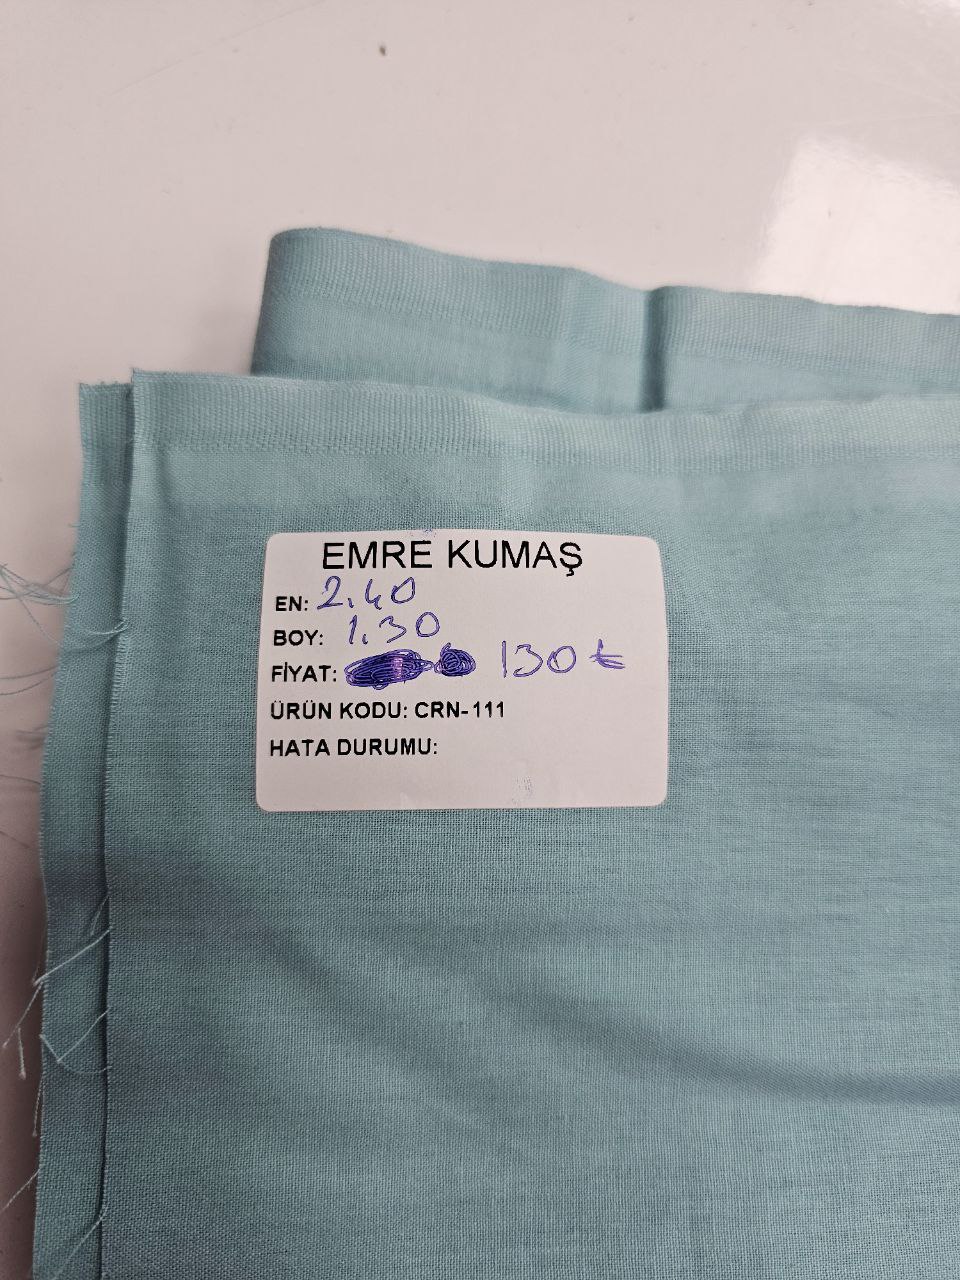 EMRE KUMAŞ
EN: 2.40
BOY: 1.30
FİYAT: 130 ₺
ÜRÜN KODU: CRN-111
HATA DURUMU: